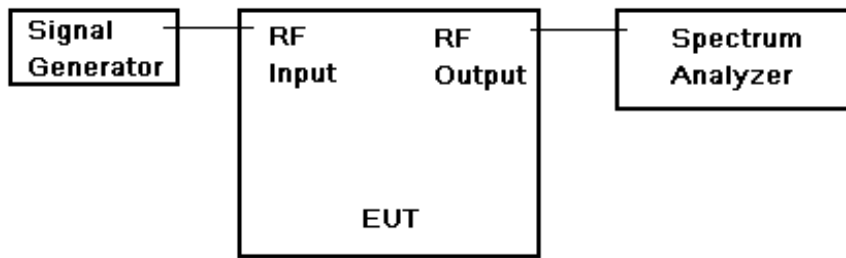 Signal
Generator
RF
Input
RF
Output
EUT
Spectrum
Analyzer